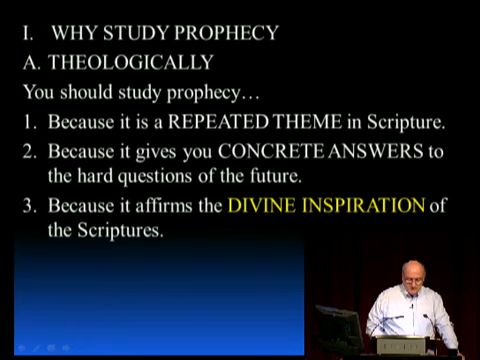 I. WHY STUDY PROPHECY
A. THEOLOGICALLY
You should study prophecy…
1. Because it is a REPEATED THEME in Scripture.
2. Because it gives you CONCRETE ANSWERS to
the hard questions of the future.
3. Because it affirms the DIVINE INSPIRATION of
the Scriptures.